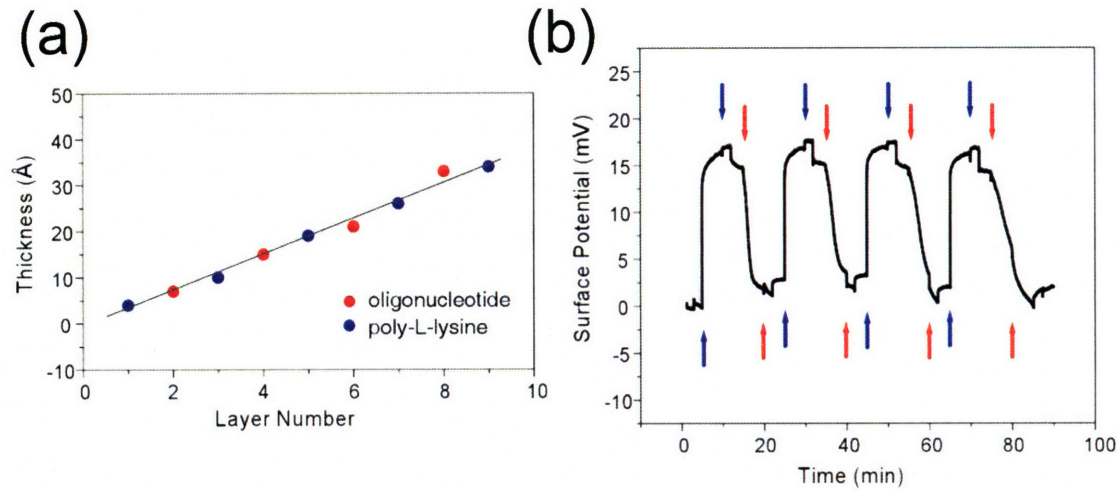 (a)
50
40
30
20
10
0
-10
Thickness (Å)
oligonucleotide
poly-L-lysine
0 2 4 6 8 10
Layer Number
(b)
25
20
15
10
5
0
-5
-10
Surface Potential (mV)
0 20 40 60 80 100
Time (min)